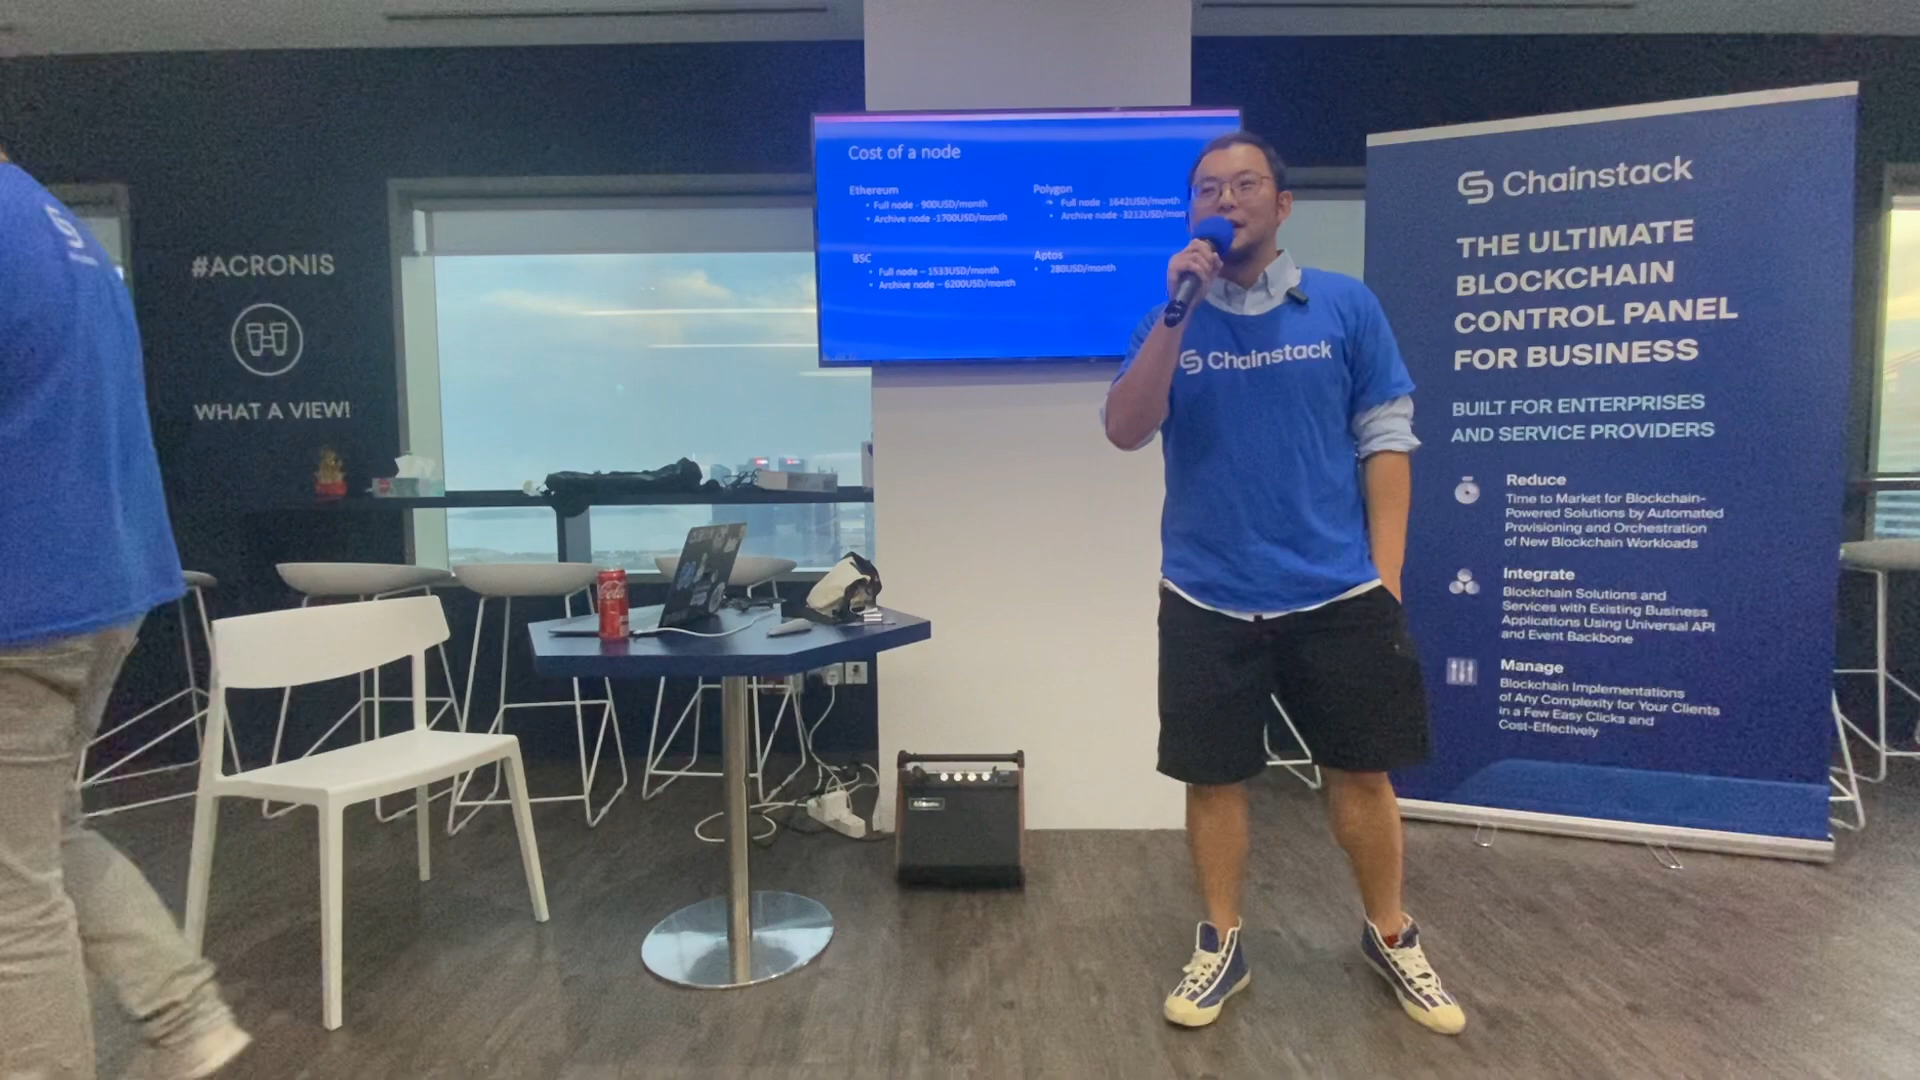 #ACRONIS
WHAT A VIEW!
Cost of a node
Ethereum
• Full node - 900USD/month
• Archive node -1700USD/month
BSC
• Full node – 1533USD/month
• Archive node – 6200USD/month
Polygon
• Full node - 1642USD/month
• Archive node -3212USD/mon
Aptos
• 280USD/month
Chainstack
Chainstack
THE ULTIMATE
BLOCKCHAIN
CONTROL PANEL
FOR BUSINESS
BUILT FOR ENTERPRISES
AND SERVICE PROVIDERS
Reduce
Time to Market for Blockchain-
Powered Solutions by Automated
Provisioning and Orchestration
of New Blockchain Workloads
Integrate
Blockchain Solutions and
Services with Existing Business
Applications Using Universal API
and Event Backbone
Manage
Blockchain Implementations
of Any Complexity for Your Clients
in a Few Easy Clicks and
Cost-Effectively